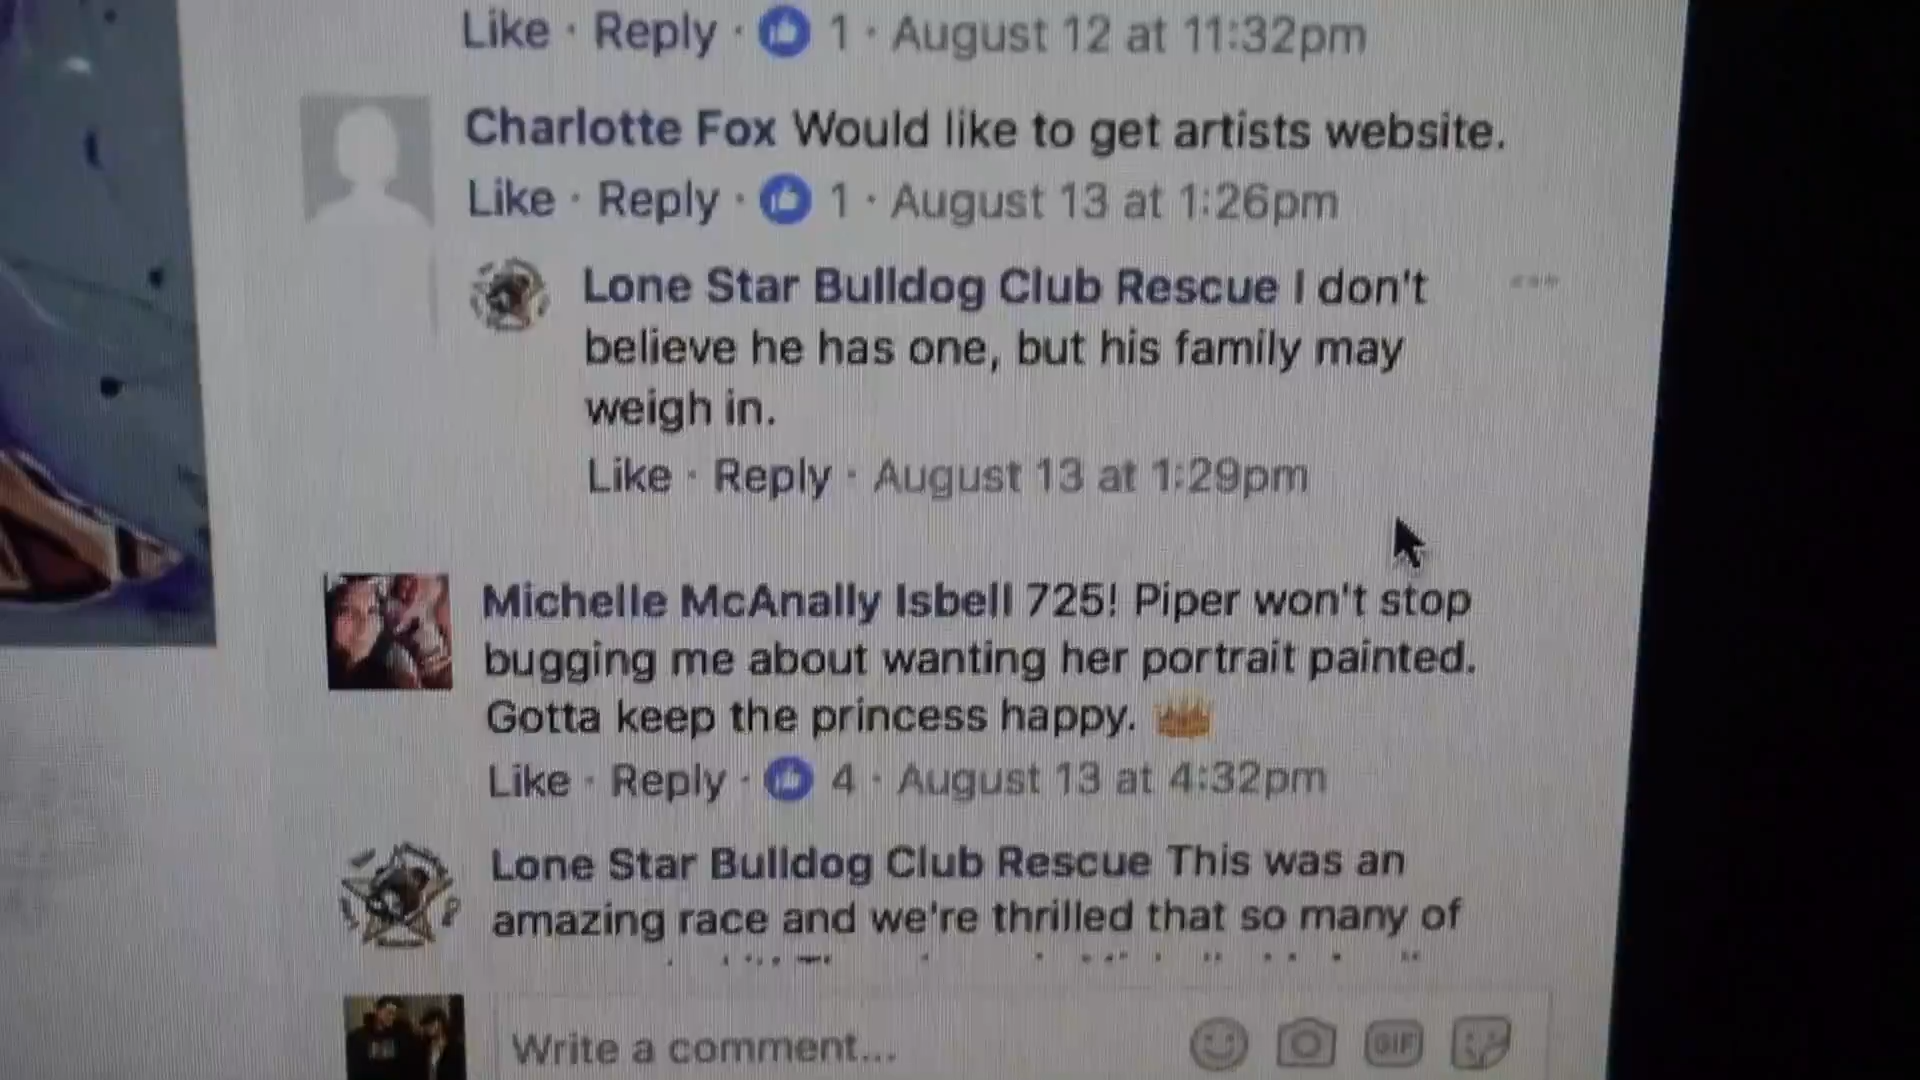 Like · Reply · 1 · August 12 at 11:32pm
Charlotte Fox Would like to get artists website.
Like · Reply · 1 · August 13 at 1:26pm
Lone Star Bulldog Club Rescue I don't
believe he has one, but his family may
weigh in.
Like · Reply · August 13 at 1:29pm
Michelle McAnally Isbell 725! Piper won't stop
bugging me about wanting her portrait painted.
Gotta keep the princess happy.
Like · Reply · 4 · August 13 at 4:32pm
Lone Star Bulldog Club Rescue This was an
amazing race and we're thrilled that so many of
Write a comment...
GIF